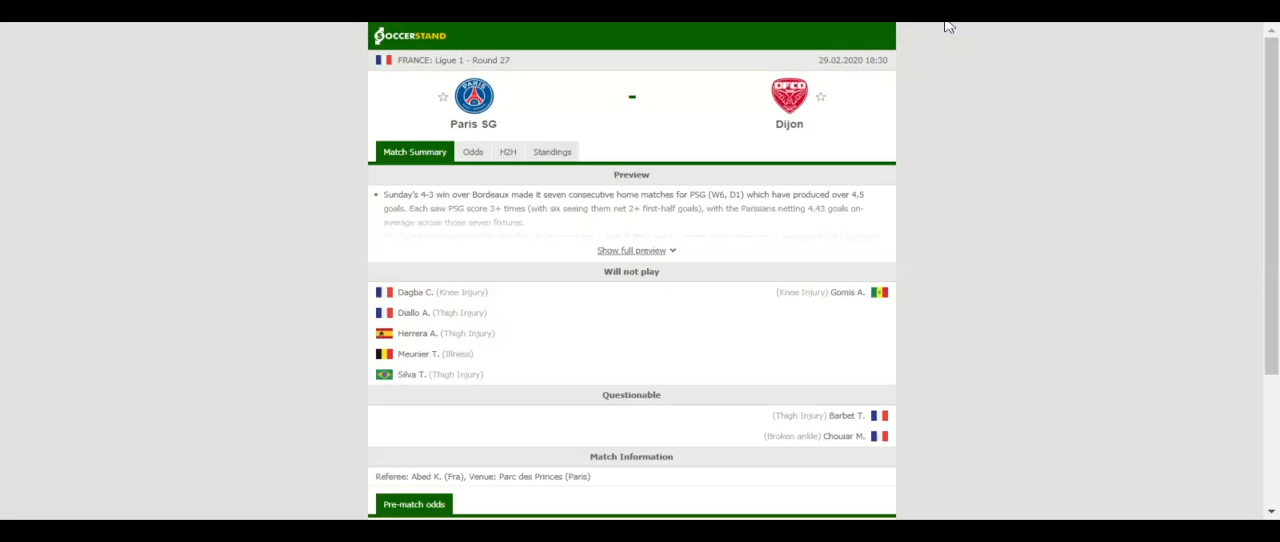 SOCCERSTAND
FRANCE: Ligue 1 - Round 27 29.02.2020 18:30
PARIS DFCO
-
Paris SG Dijon
Match Summary Odds H2H Standings
Preview
Sunday's 4-3 win over Bordeaux made it seven consecutive home matches for PSG (W6, D1) which have produced over 4.5
goals. Each saw PSG score 3+ times (with six seeing them net 2+ first-half goals), with the Parisians netting 4.43 goals on-
average across those seven fixtures.
Show full preview
Will not play
Dagba C. (Knee Injury) (Knee Injury) Gomis A.
Diallo A. (Thigh Injury)
Herrera A. (Thigh Injury)
Meunier T. (Illness)
Silva T. (Thigh Injury)
Questionable
(Thigh Injury) Barbet T.
(Broken ankle) Chouiar M.
Match Information
Referee: Abed K. (Fra), Venue: Parc des Princes (Paris)
Pre-match odds